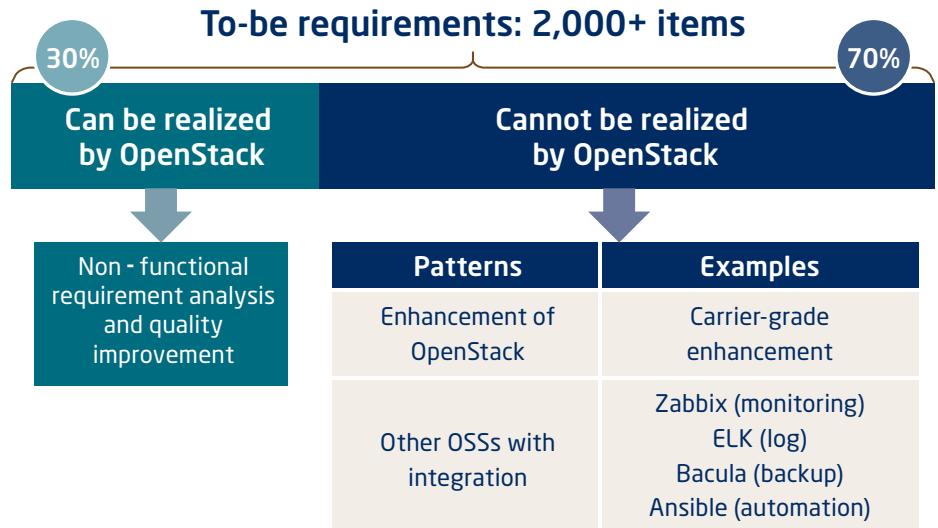 To-be requirements: 2,000+ items
30%
70%
Can be realized
by OpenStack
Cannot be realized
by OpenStack
Non - functional
requirement analysis
and quality
improvement
Patterns
Examples
Enhancement of
OpenStack
Carrier-grade
enhancement
Other OSSs with
integration
Zabbix (monitoring)
ELK (log)
Bacula (backup)
Ansible (automation)